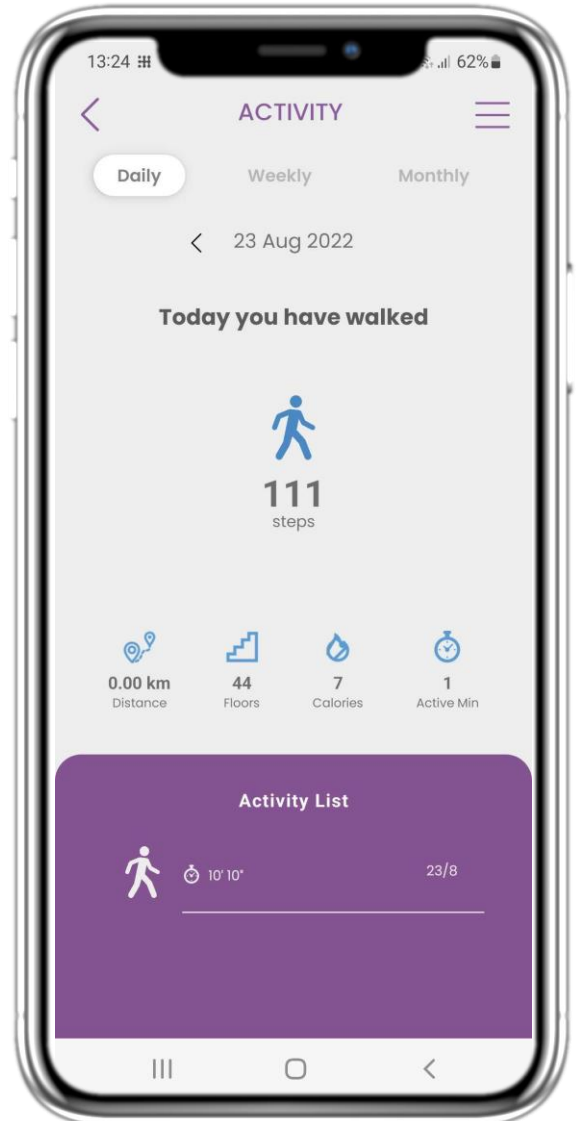 13:24 62%
ACTIVITY
Daily Weekly Monthly
23 Aug 2022
Today you have walked
111
steps
0.00 km 44 7 1
Distance Floors Calories Active Min
Activity List
10' 10" 23/8